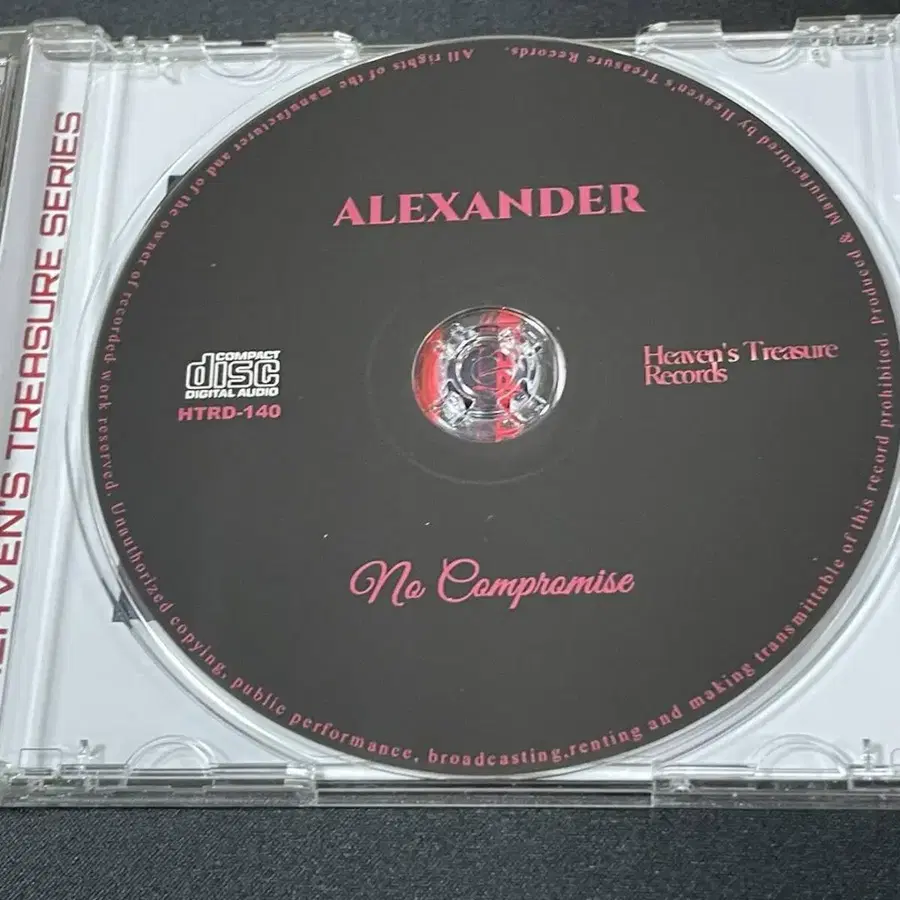 HEAVEN'S TREASURE SERIES
ALEXANDER
COMPACT
disc
DIGITAL AUDIO
HTRD-140
Heaven's Treasure
Records
No Compromise
All rights of the manufacturer and of the owner of recorded work reserved. Unauthorized copying, public performance, broadcasting,renting and making transmittable of this record prohibited. Produced & Manufactured by Heaven's Treasure Records.